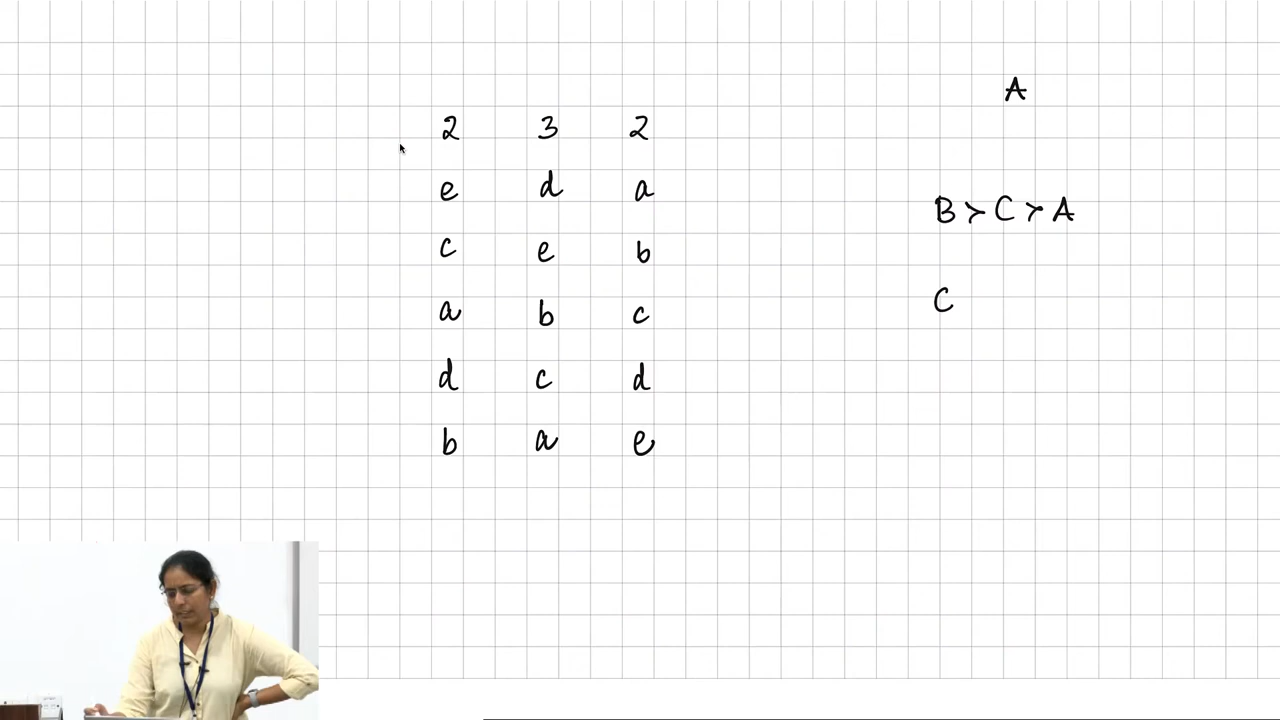 A
2 3 2
e d a
B ≻ C ≻ A
c e b
C
a b c
d c d
b a e